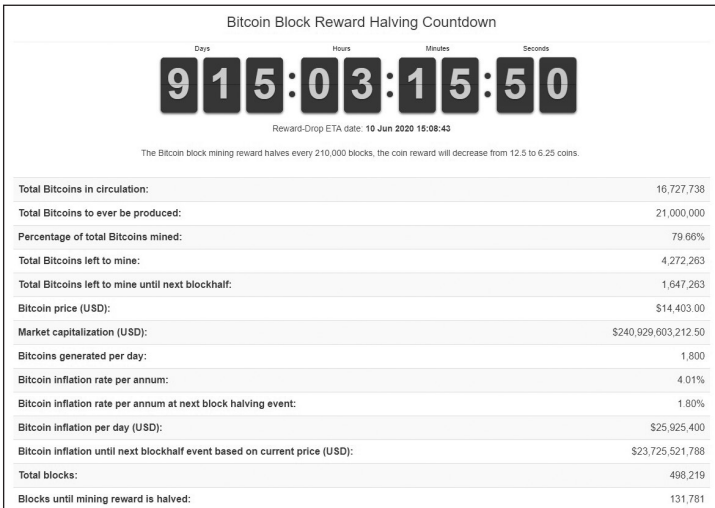 Bitcoin Block Reward Halving Countdown
Days Hours Minutes Seconds
915:03:15:50
Reward-Drop ETA date: 10 Jun 2020 15:08:43
The Bitcoin block mining reward halves every 210,000 blocks, the coin reward will decrease from 12.5 to 6.25 coins.
Total Bitcoins in circulation: 16,727,738
Total Bitcoins to ever be produced: 21,000,000
Percentage of total Bitcoins mined: 79.66%
Total Bitcoins left to mine: 4,272,263
Total Bitcoins left to mine until next blockhalf: 1,647,263
Bitcoin price (USD): $14,403.00
Market capitalization (USD): $240,929,603,212.50
Bitcoins generated per day: 1,800
Bitcoin inflation rate per annum: 4.01%
Bitcoin inflation rate per annum at next block halving event: 1.80%
Bitcoin inflation per day (USD): $25,925,400
Bitcoin inflation until next blockhalf event based on current price (USD): $23,725,521,788
Total blocks: 498,219
Blocks until mining reward is halved: 131,781